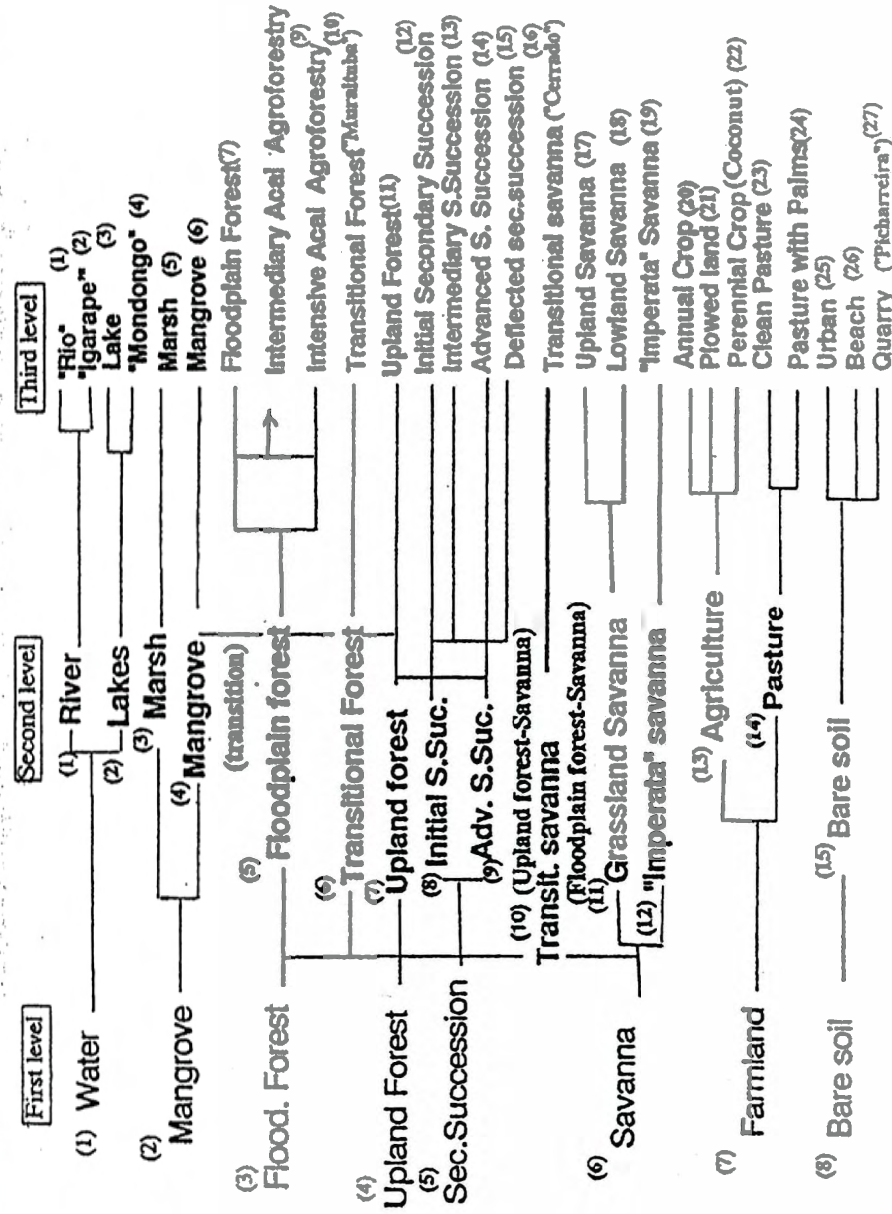 First level
Second level
Third level
(1) Water
(2)
Mangrove
(3)
Flood. Forest
(4)
Upland Forest
(5)
Sec.Succession
(6)
Savanna
(7)
Farmland
(8) Bare soil
(1) River
(2) Lakes
(3) Marsh
(4) Mangrove
(transition)
(5) Floodplain forest
(6) Transitional Forest
(7) Upland forest
(8) Initial S.Suc.
(9) Adv. S.Suc.
(10) (Upland forest-Savanna)
Transit. savanna
(Floodplain forest-Savanna)
(11) Grassland Savanna
(12) "Imperata" savanna
(13) Agriculture
(14) Pasture
(15) Bare soil
"Rio" (1)
"Igarape" (2)
Lake (3)
"Mondongo" (4)
Marsh (5)
Mangrove (6)
Floodplain Forest (7)
Intermediary Acai Agroforestry
Intensive Acai Agroforestry (9)
Transitional Forest (10)
Upland Forest (11)
Initial Secondary Succession (12)
Intermediary S.Succession (13)
Advanced S. Succession (14)
Deflected sec.succession (15)
Transitional savanna ("Cerrado") (16)
Upland Savanna (17)
Lowland Savanna (18)
"Imperata" Savanna (19)
Annual Crop (20)
Plowed land (21)
Perennial Crop (Coconut) (22)
Clean Pasture (23)
Pasture with Palms (24)
Urban (25)
Beach (26)
Quarry ("Picharreira") (27)